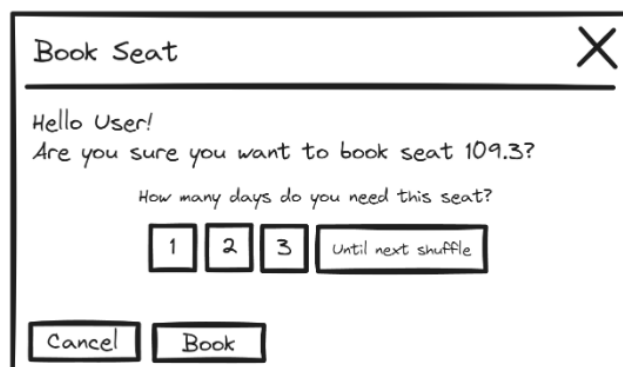 Book Seat
Hello User!
Are you sure you want to book seat 109.3?
How many days do you need this seat?
1 2 3 Until next shuffle
Cancel Book